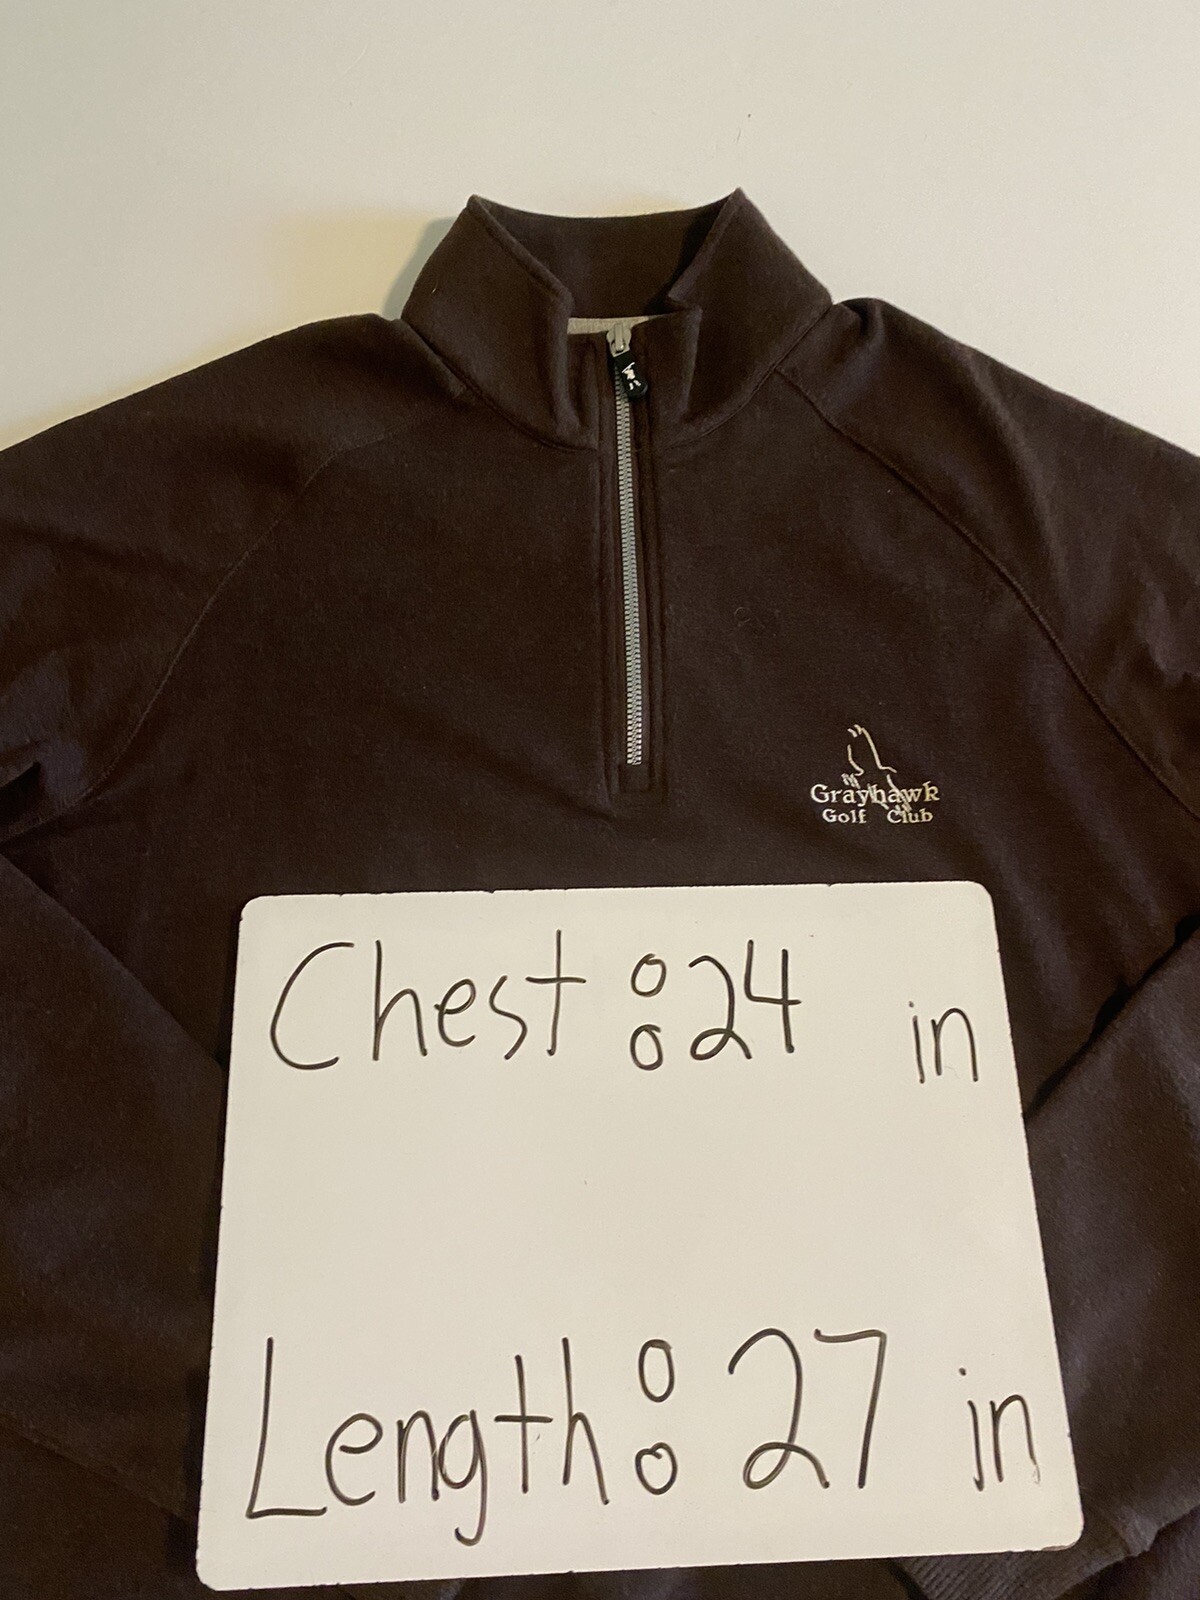 Grayhawk
Golf Club
Chest: 24 in
Length: 27 in